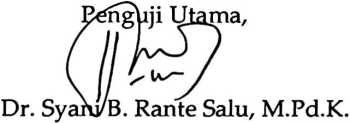 Penguji Utama,
Dr. Syani B. Rante Salu, M.Pd.K.